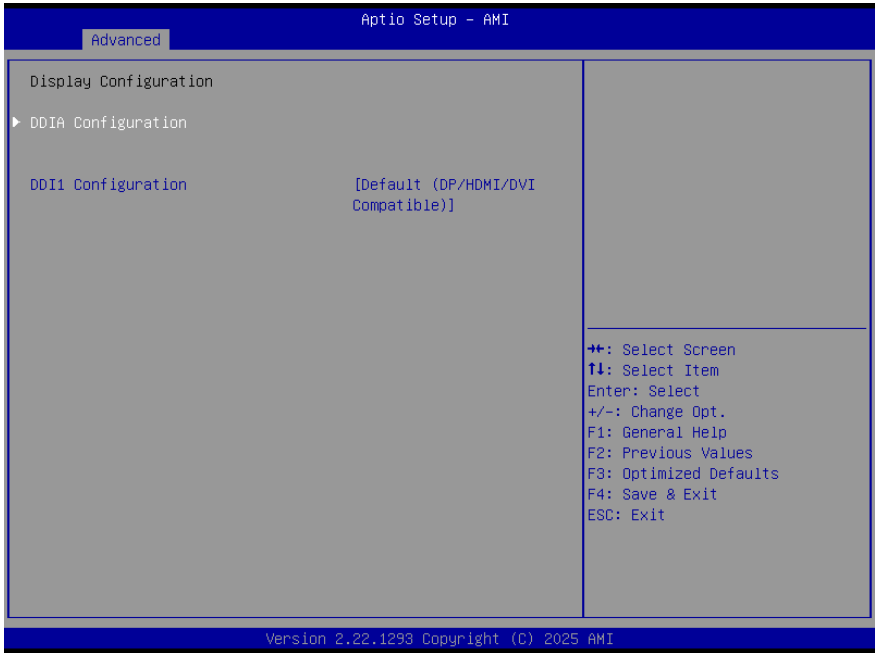 Aptio Setup – AMI
Advanced
Display Configuration
DDIA Configuration
DDI1 Configuration [Default (DP/HDMI/DVI
Compatible)]
→←: Select Screen
↑↓: Select Item
Enter: Select
+/-: Change Opt.
F1: General Help
F2: Previous Values
F3: Optimized Defaults
F4: Save & Exit
ESC: Exit
Version 2.22.1293 Copyright (C) 2025 AMI